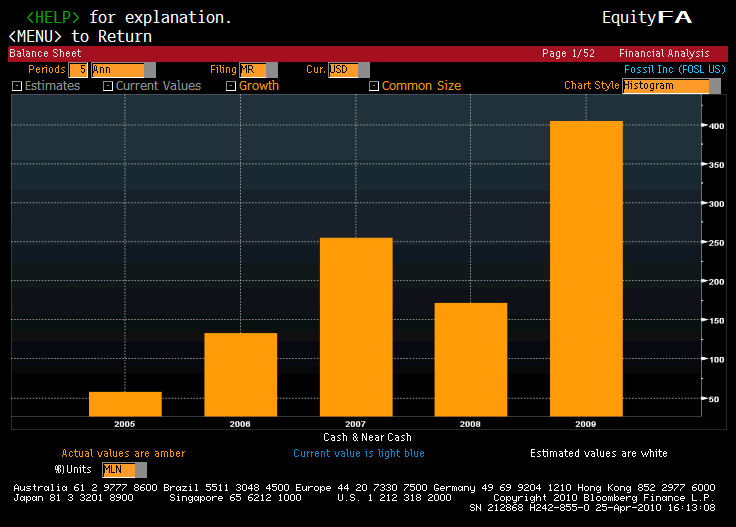 <HELP> for explanation. EquityFA
<MENU> to Return
Balance Sheet Page 1/52 Financial Analysis
Periods 5 Ann Filing MR Cur. USD Fossil Inc (FOSL US)
Estimates Current Values Growth Common Size Chart Style Histogram
400
350
300
250
200
150
100
50
2005 2006 2007 2008 2009
Cash & Near Cash
Actual values are amber Current value is light blue Estimated values are white
%)Units MLN
Australia 61 2 9777 8600 Brazil 5511 3048 4500 Europe 44 20 7330 7500 Germany 49 69 9204 1210 Hong Kong 852 2977 6000
Japan 81 3 3201 8900 Singapore 65 6212 1000 U.S. 1 212 318 2000 Copyright 2010 Bloomberg Finance L.P.
SN 212868 H242-855-0 25-Apr-2010 16:13:08